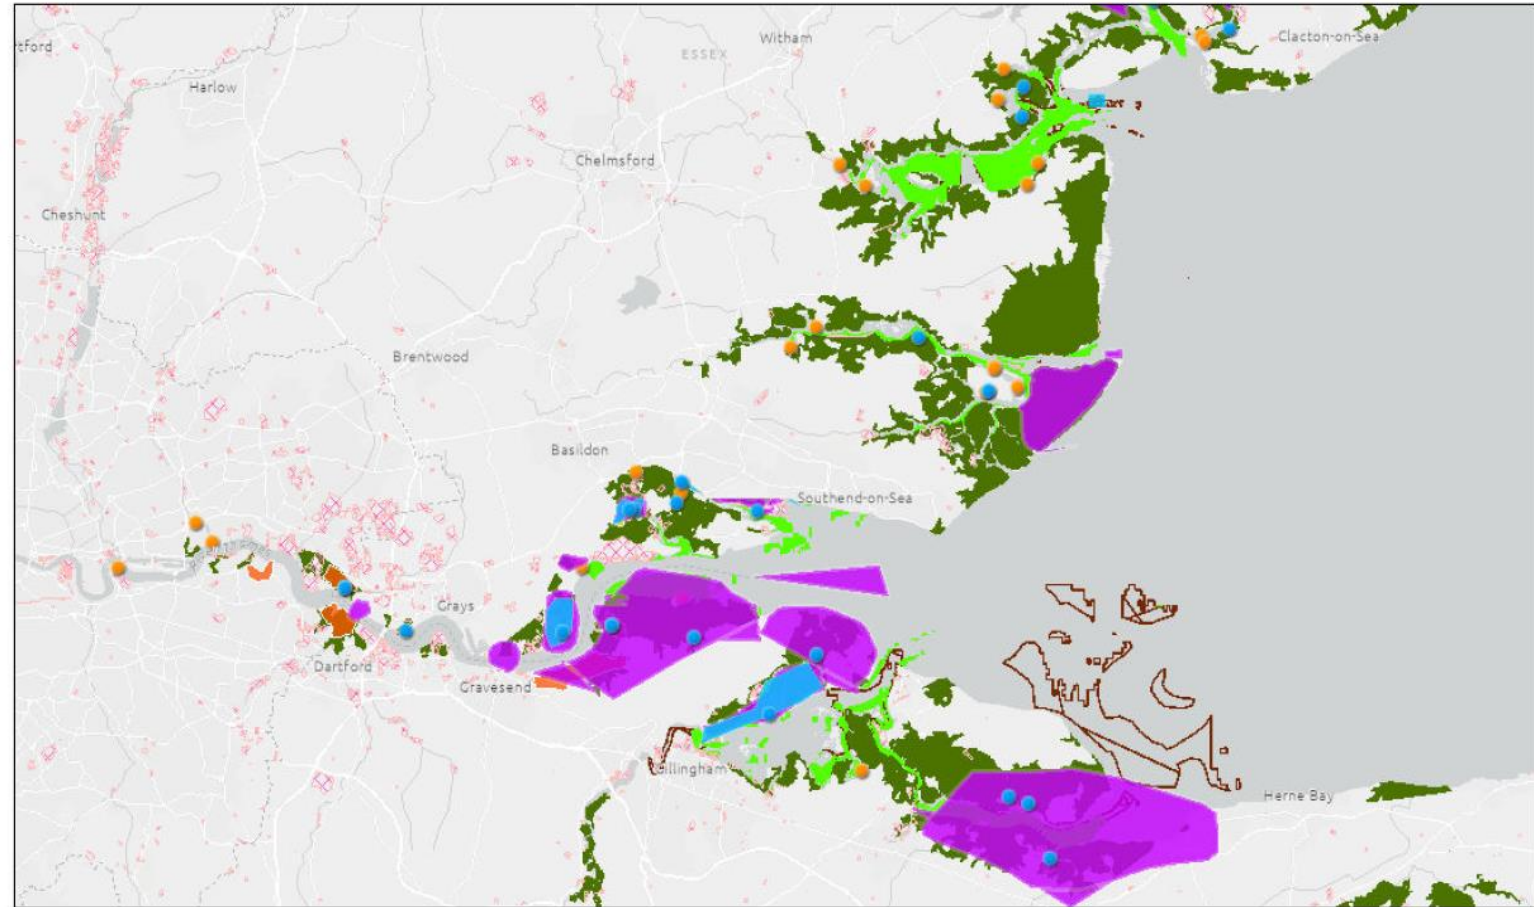 Witham
ESSEX
Clacton-on-Sea
tford
Harlow
Chelmsford
Cheshunt
Brentwood
Basildon
Southend-on-Sea
Grays
Dartford
Gravesend
Gillingham
Herne Bay